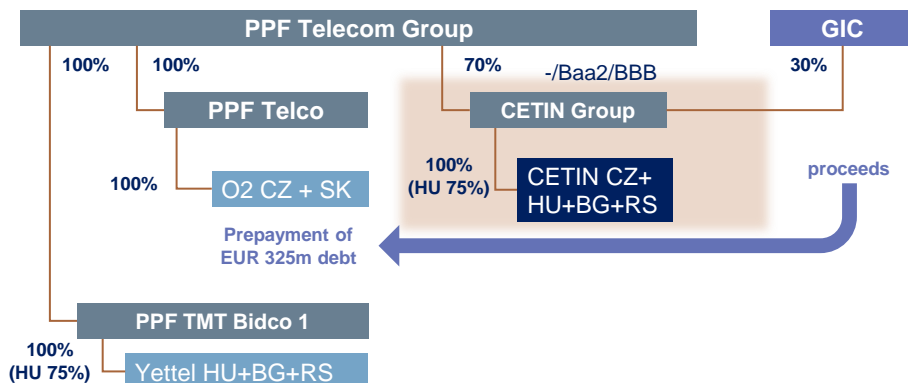 PPF Telecom Group
GIC
100%
100%
70%
-/Baa2/BBB
30%
PPF Telco
CETIN Group
100%
O2 CZ + SK
100%
(HU 75%)
CETIN CZ+
HU+BG+RS
proceeds
Prepayment of
EUR 325m debt
PPF TMT Bidco 1
100%
(HU 75%)
Yettel HU+BG+RS